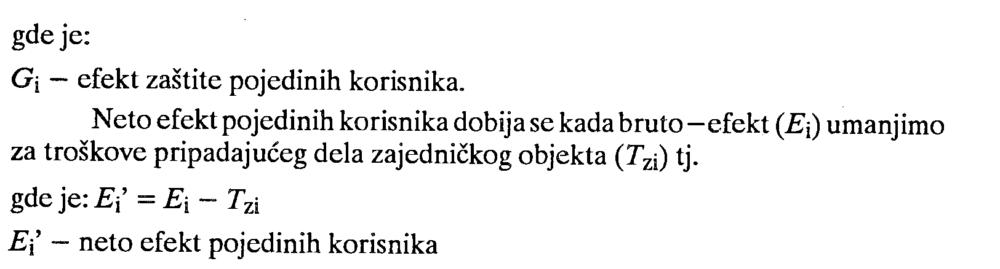 gde je:
Gi – efekt zaštite pojedinih korisnika.
Neto efekt pojedinih korisnika dobija se kada bruto–efekt (Ei) umanjimo
za troškove pripadajućeg dela zajedničkog objekta (Tzi) tj.
gde je: Ei’ = Ei – Tzi
Ei’ – neto efekt pojedinih korisnika